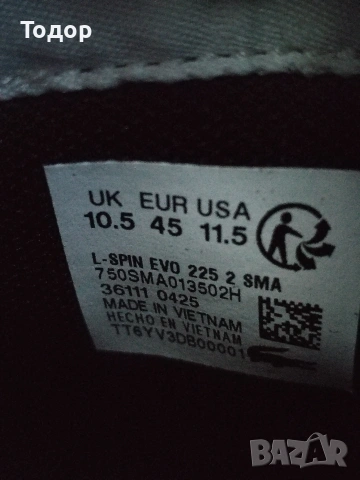 Тодор
UK EUR USA
10.5 45 11.5
L-SPIN EVO 225 2 SMA
750SMA013502H
36111 0425
MADE IN VIETNAM
HECHO EN VIETNAM
TT6YV3DB00001
BAZAR